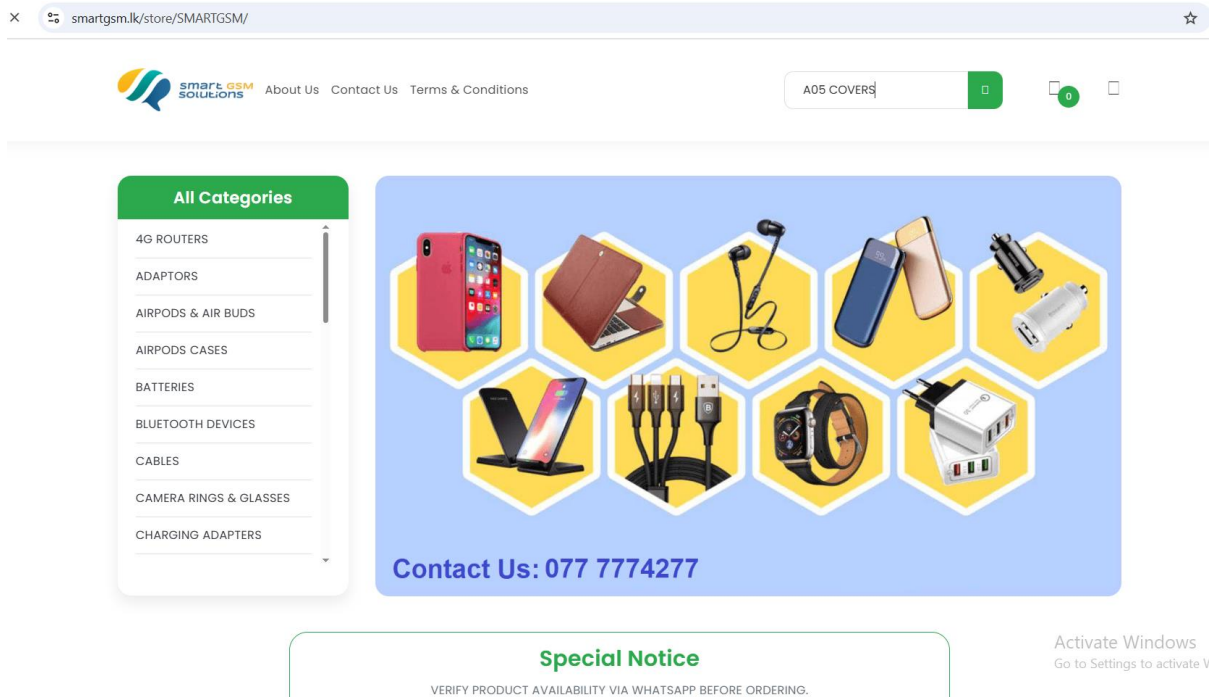 smartgsm.lk/store/SMARTGSM/
smart GSM
SOLUTIONS
About Us Contact Us Terms & Conditions
A05 COVERS
0
All Categories
4G ROUTERS
ADAPTORS
AIRPODS & AIR BUDS
AIRPODS CASES
BATTERIES
BLUETOOTH DEVICES
CABLES
CAMERA RINGS & GLASSES
CHARGING ADAPTERS
Contact Us: 077 7774277
Special Notice
VERIFY PRODUCT AVAILABILITY VIA WHATSAPP BEFORE ORDERING.
Activate Windows
Go to Settings to activate W